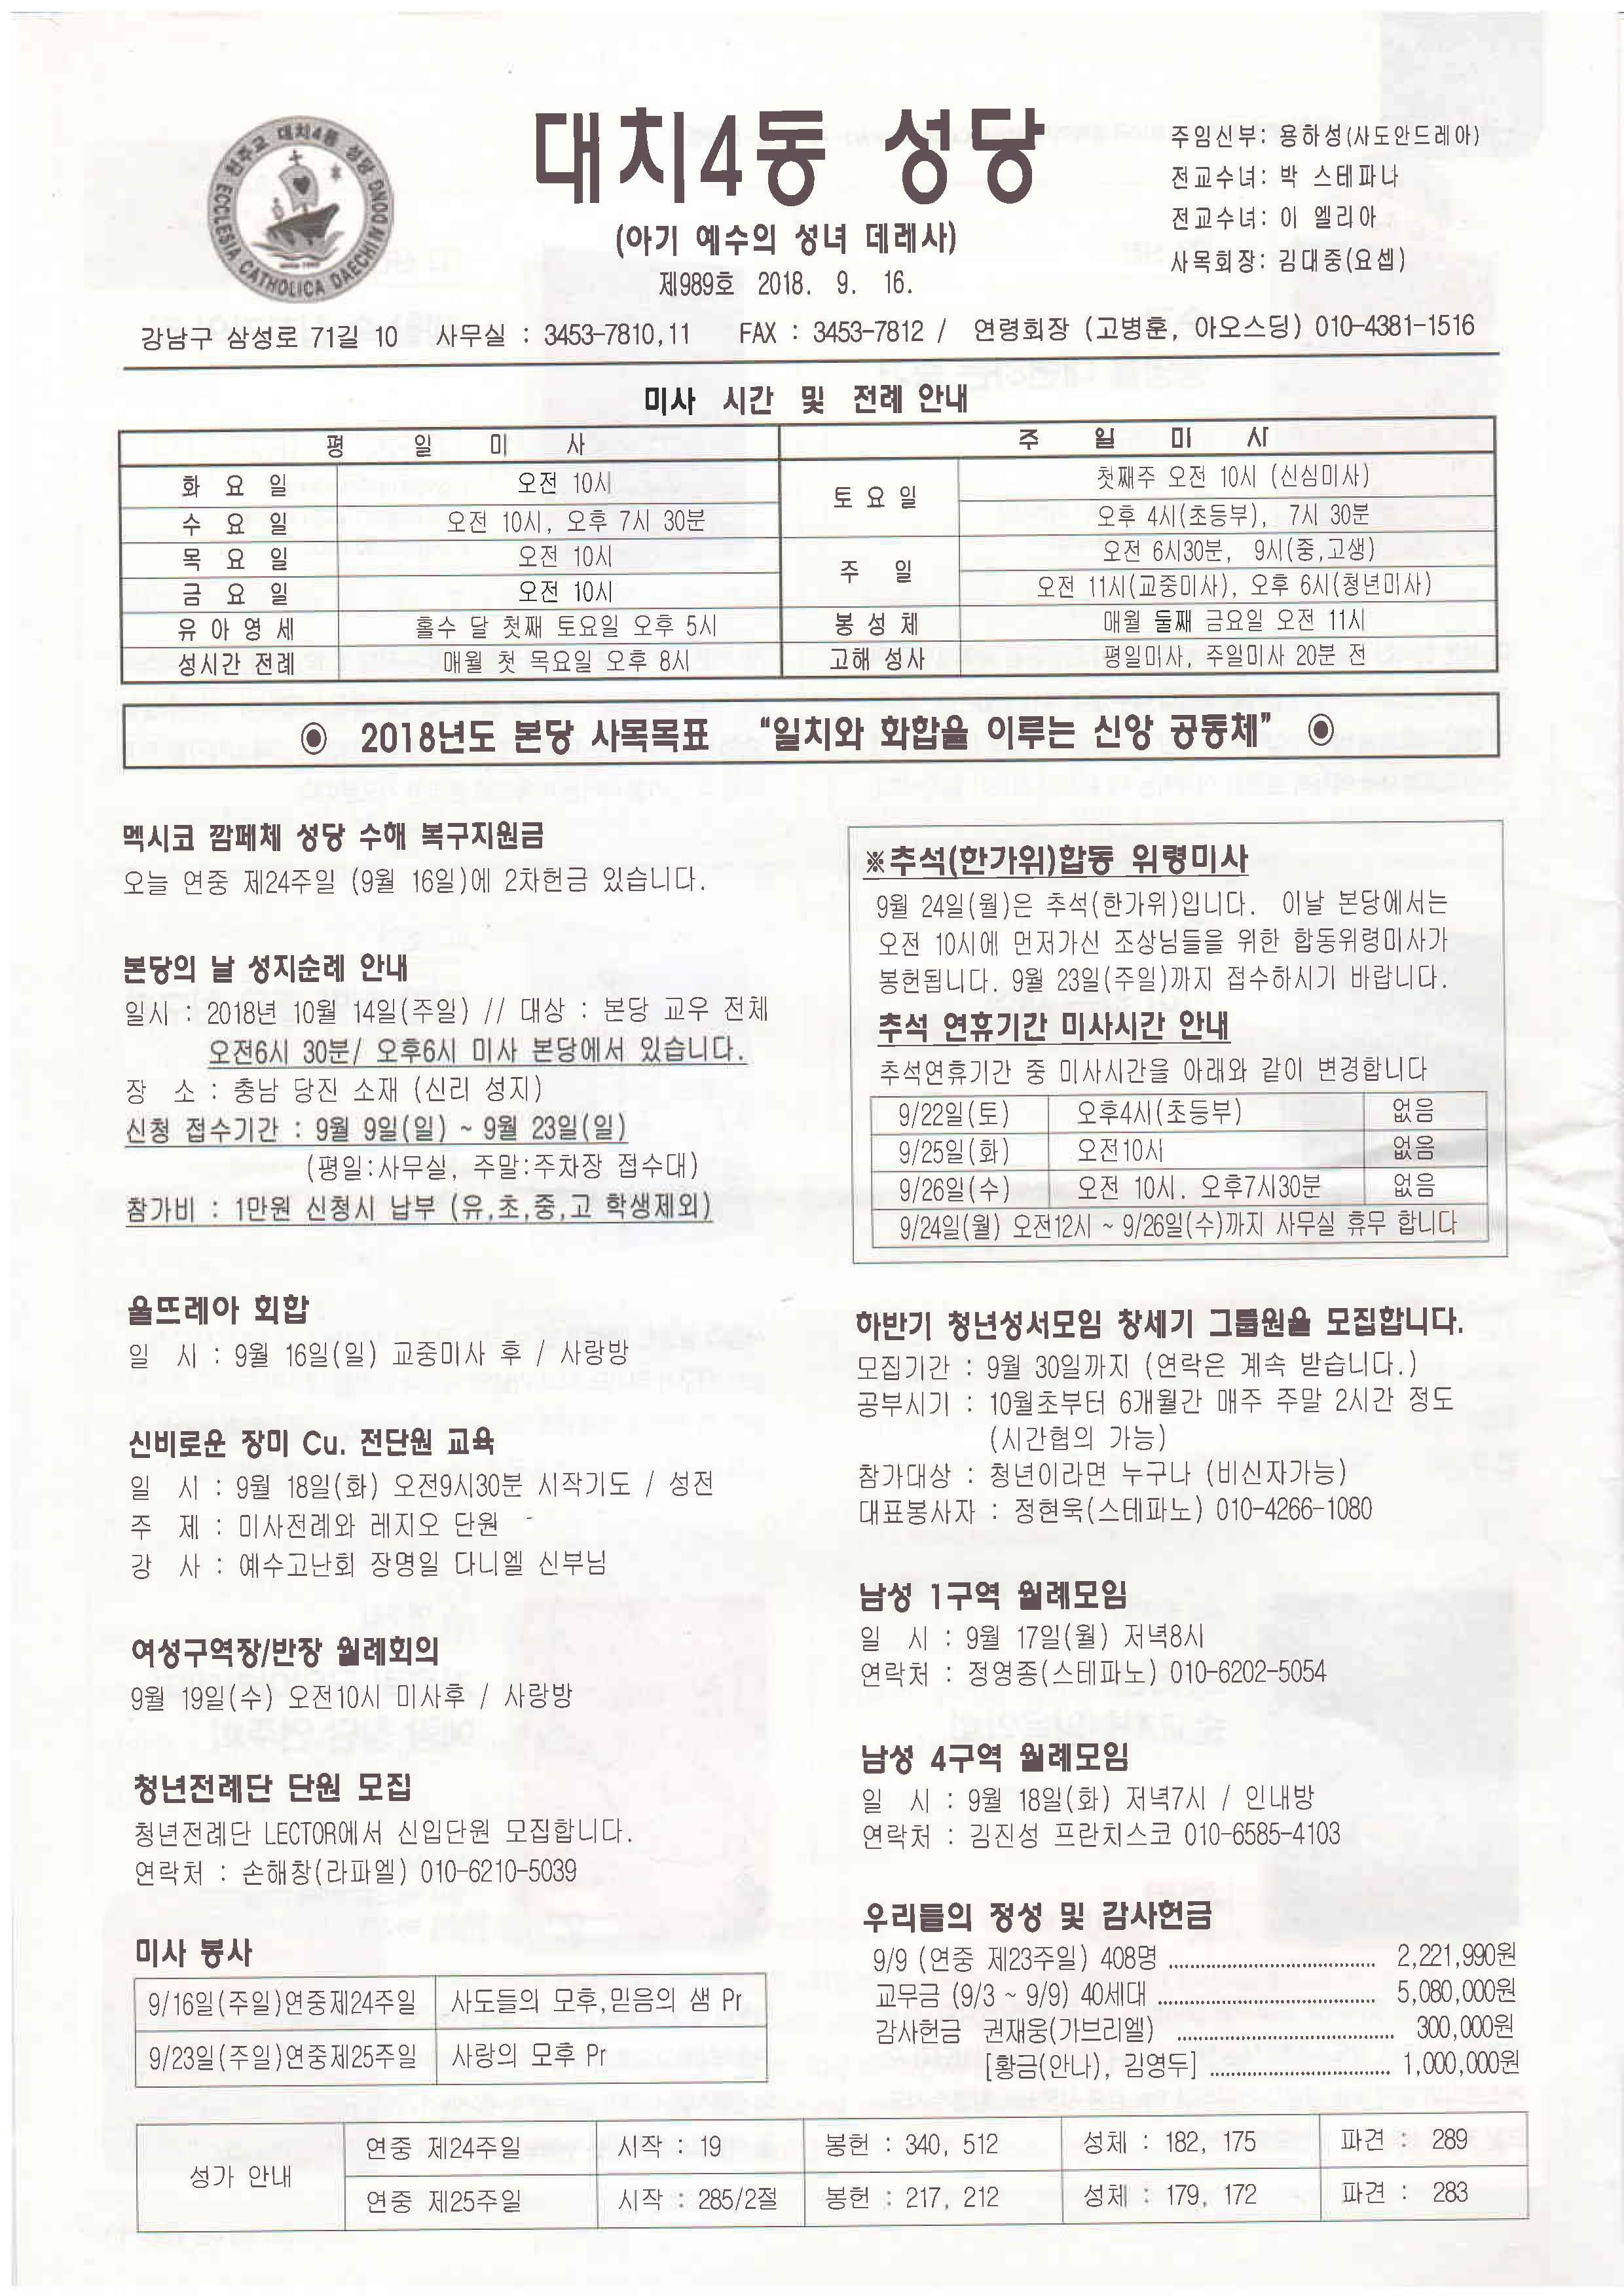 천주교 대치4동 성당
ECCLESIA CATHOLICA DAECHIN DONG
대치4동 성당
(아기 예수의 성녀 데레사)
제989호 2018. 9. 16.
주임신부: 용하성(사도안드레아)
전교수녀: 박 스테파나
전교수녀: 이 엘리아
사목회장: 김대중(요셉)
강남구 삼성로 71길 10 사무실 : 3453-7810,11 FAX : 3453-7812 / 연령회장 (고병훈, 아오스딩) 010-4381-1516
미사 시간 및 전례 안내
평 일 미 사
화 요 일 오전 10시
수 요 일 오전 10시, 오후 7시 30분
목 요 일 오전 10시
금 요 일 오전 10시
유 아 영 세 홀수 달 첫째 토요일 오후 5시
성시간 전례 매월 첫 목요일 오후 8시
주 일 미 사
토 요 일 첫째주 오전 10시 (신심미사)
오후 4시(초등부), 7시 30분
주 일 오전 6시30분, 9시(중,고생)
오전 11시(교중미사), 오후 6시(청년미사)
봉 성 체 매월 둘째 금요일 오전 11시
고해 성사 평일미사, 주일미사 20분 전
◉ 2018년도 본당 사목목표 “일치와 화합을 이루는 신앙 공동체” ◉
멕시코 깜페체 성당 수해 복구지원금
오늘 연중 제24주일 (9월 16일)에 2차헌금 있습니다.
본당의 날 성지순례 안내
일시 : 2018년 10월 14일(주일) // 대상 : 본당 교우 전체
오전6시 30분/ 오후6시 미사 본당에서 있습니다.
장 소 : 충남 당진 소재 (신리 성지)
신청 접수기간 : 9월 9일(일) ~ 9월 23일(일)
(평일:사무실, 주말:주차장 접수대)
참가비 : 1만원 신청시 납부 (유,초,중,고 학생제외)
울뜨레아 회합
일 시 : 9월 16일(일) 교중미사 후 / 사랑방
신비로운 장미 Cu. 전단원 교육
일 시 : 9월 18일(화) 오전9시30분 시작기도 / 성전
주 제 : 미사전례와 레지오 단원
강 사 : 예수고난회 장명일 다니엘 신부님
여성구역장/반장 월례회의
9월 19일(수) 오전10시 미사후 / 사랑방
청년전례단 단원 모집
청년전례단 LECTOR에서 신입단원 모집합니다.
연락처 : 손해창(라파엘) 010-6210-5039
미사 봉사
9/16일(주일)연중제24주일 사도들의 모후,믿음의 샘 Pr
9/23일(주일)연중제25주일 사랑의 모후 Pr
※추석(한가위)합동 위령미사
9월 24일(월)은 추석(한가위)입니다. 이날 본당에서는
오전 10시에 먼저가신 조상님들을 위한 합동위령미사가
봉헌됩니다. 9월 23일(주일)까지 접수하시기 바랍니다.
추석 연휴기간 미사시간 안내
추석연휴기간 중 미사시간을 아래와 같이 변경합니다
9/22일(토) 오후4시(초등부) 없음
9/25일(화) 오전10시 없음
9/26일(수) 오전 10시. 오후7시30분 없음
9/24일(월) 오전12시 ~ 9/26일(수)까지 사무실 휴무 합니다
하반기 청년성서모임 창세기 그룹원을 모집합니다.
모집기간 : 9월 30일까지 (연락은 계속 받습니다.)
공부시기 : 10월초부터 6개월간 매주 주말 2시간 정도
(시간협의 가능)
참가대상 : 청년이라면 누구나 (비신자가능)
대표봉사자 : 정현욱(스테파노) 010-4266-1080
남성 1구역 월례모임
일 시 : 9월 17일(월) 저녁8시
연락처 : 정영종(스테파노) 010-6202-5054
남성 4구역 월례모임
일 시 : 9월 18일(화) 저녁7시 / 인내방
연락처 : 김진성 프란치스코 010-6585-4103
우리들의 정성 및 감사헌금
9/9 (연중 제23주일) 408명 .................................. 2,221,990원
교무금 (9/3 ~ 9/9) 40세대 .................................. 5,080,000원
감사헌금 권재웅(가브리엘) .................................. 300,000원
[황금(안나), 김영두] .................................. 1,000,000원
성가 안내
연중 제24주일 시작 : 19 봉헌 : 340, 512 성체 : 182, 175 파견 : 289
연중 제25주일 시작 : 285/2절 봉헌 : 217, 212 성체 : 179, 172 파견 : 283